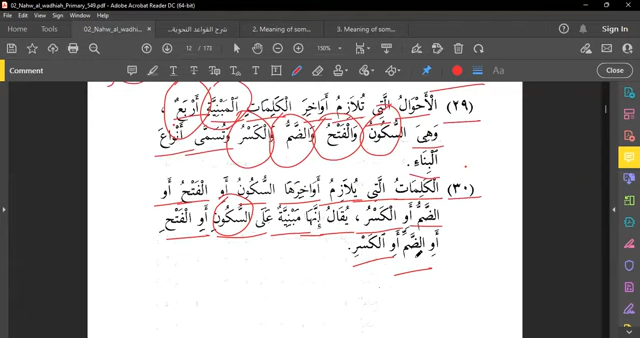 02_Nahw_al_wadhiah_Primary_549.pdf - Adobe Acrobat Reader DC (32-bit)
File Edit View Sign Window Help
Home Tools 02_Nahw_al_wadhia... × شرح القواعد النحوية... 2. Meaning of som... 3. Meaning of som... Sign In
12 / 173 150%
Comment Close
(٢٩) الْأَحْوَالُ الَّتِي تُلَازِمُ أَوَاخِرَ الْكَلِمَاتِ الْمَبْنِيَّةِ أَرْبَعٌ ،
وَهِيَ السُّكُونُ وَالْفَتْحُ وَالضَّمُّ وَالْكَسْرُ وَتُسَمَّى أَنْوَاعَ
الْبِنَاءِ .
(٣٠) الْكَلِمَاتُ الَّتِي يُلَازِمُ أَوَاخِرَهَا السُّكُونُ أَوِ الْفَتْحُ أَوِ
الضَّمُّ أَوِ الْكَسْرُ ، يُقَالُ إِنَّهَا مَبْنِيَّةٌ عَلَى السُّكُونِ أَوِ الْفَتْحِ
أَوِ الضَّمِّ أَوِ الْكَسْرِ .